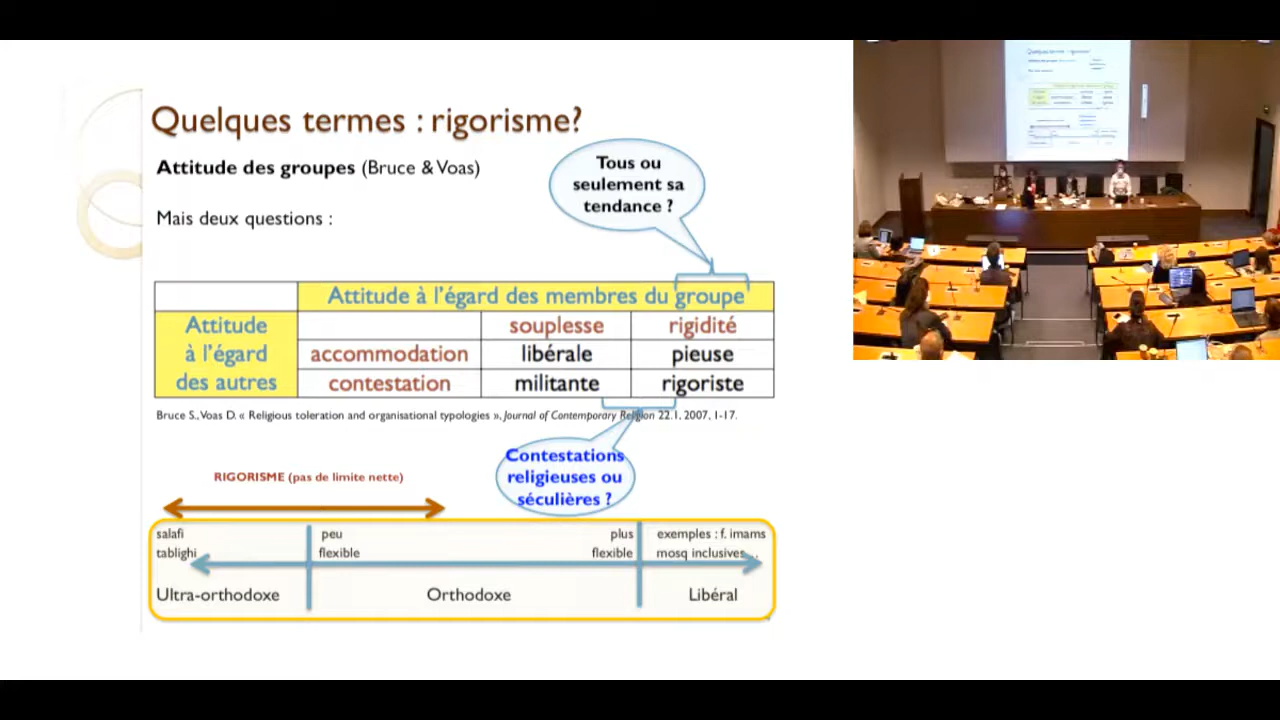 Quelques termes : rigorisme?
Attitude des groupes (Bruce & Voas)
Tous ou
seulement sa
tendance ?
Mais deux questions :
Attitude à l'égard des membres du groupe
Attitude
à l'égard
des autres
souplesse rigidité
accommodation libérale pieuse
contestation militante rigoriste
Bruce S., Voas D. « Religious toleration and organisational typologies », Journal of Contemporary Religion 22.1, 2007, 1-17.
Contestations
religieuses ou
séculières ?
RIGORISME (pas de limite nette)
salafi peu plus exemples : f. imams
tablighi flexible flexible mosq inclusives...
Ultra-orthodoxe Orthodoxe Libéral